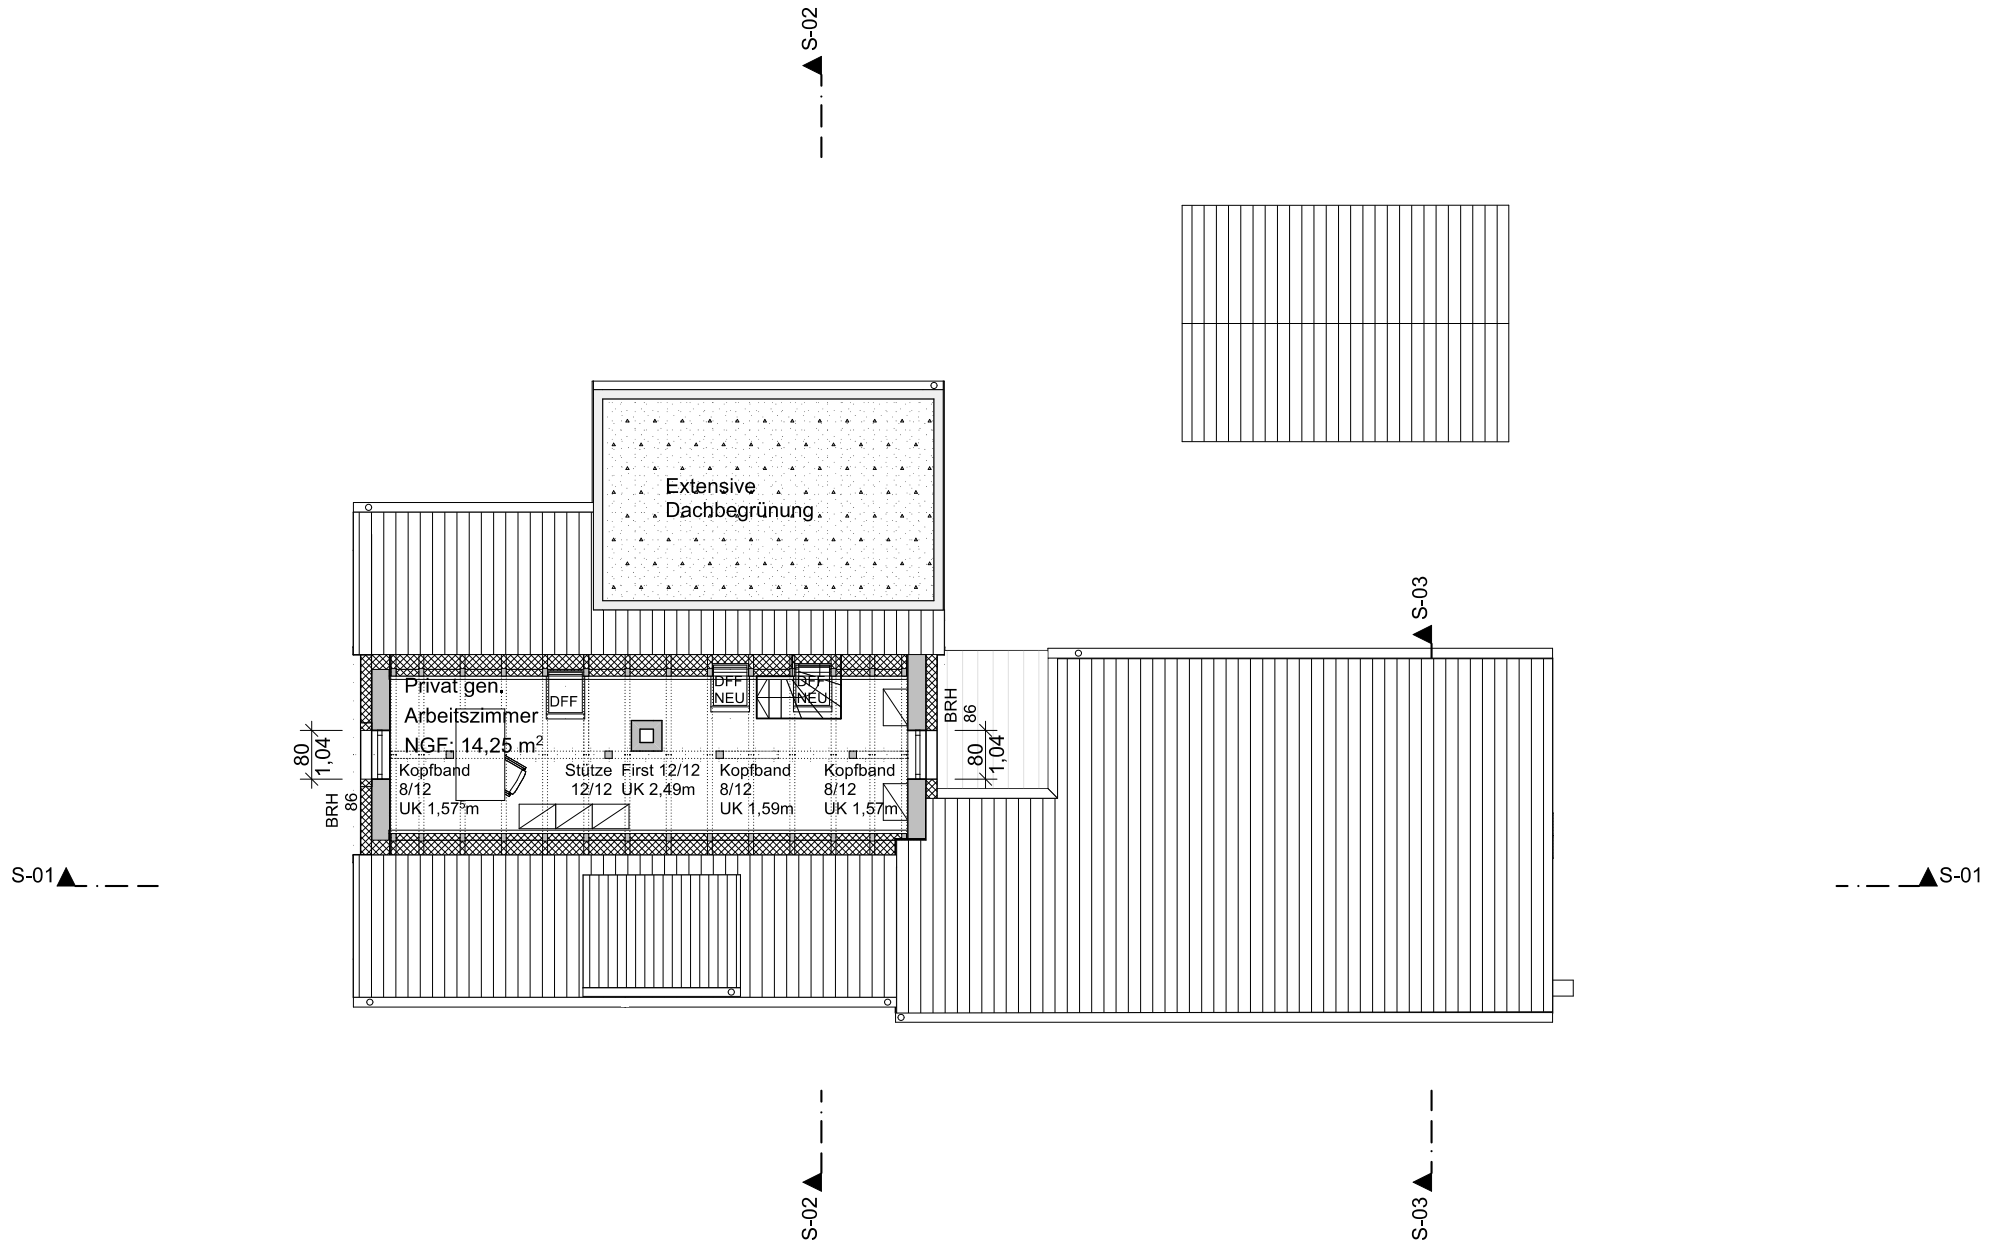 S-02
Extensive
Dachbegrünung
S-03
Privat gen.
Arbeitszimmer
NGF: 14,25 m²
DFF
DFF
NEU
DFF
NEU
BRH
86
80
1,04
80
1,04
BRH
86
Kopfband
8/12
UK 1,57⁵m
Stütze
12/12
First 12/12
UK 2,49m
Kopfband
8/12
UK 1,59m
Kopfband
8/12
UK 1,57m
S-01
S-01
S-02
S-03